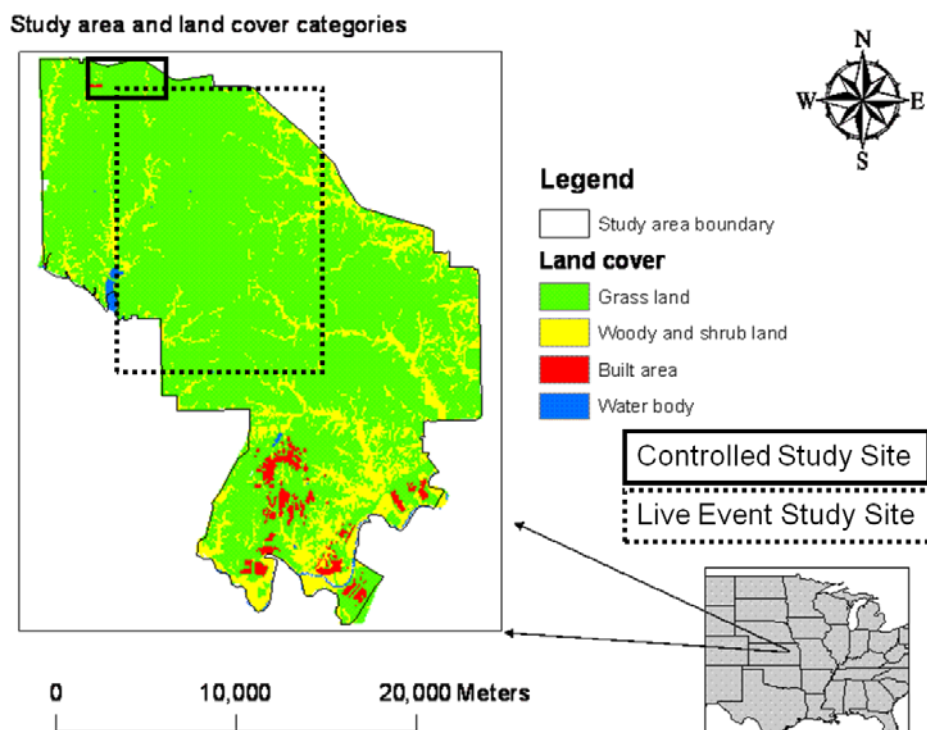 Study area and land cover categories
N
W
E
S
Legend
Study area boundary
Land cover
Grass land
Woody and shrub land
Built area
Water body
Controlled Study Site
Live Event Study Site
0
10,000
20,000 Meters